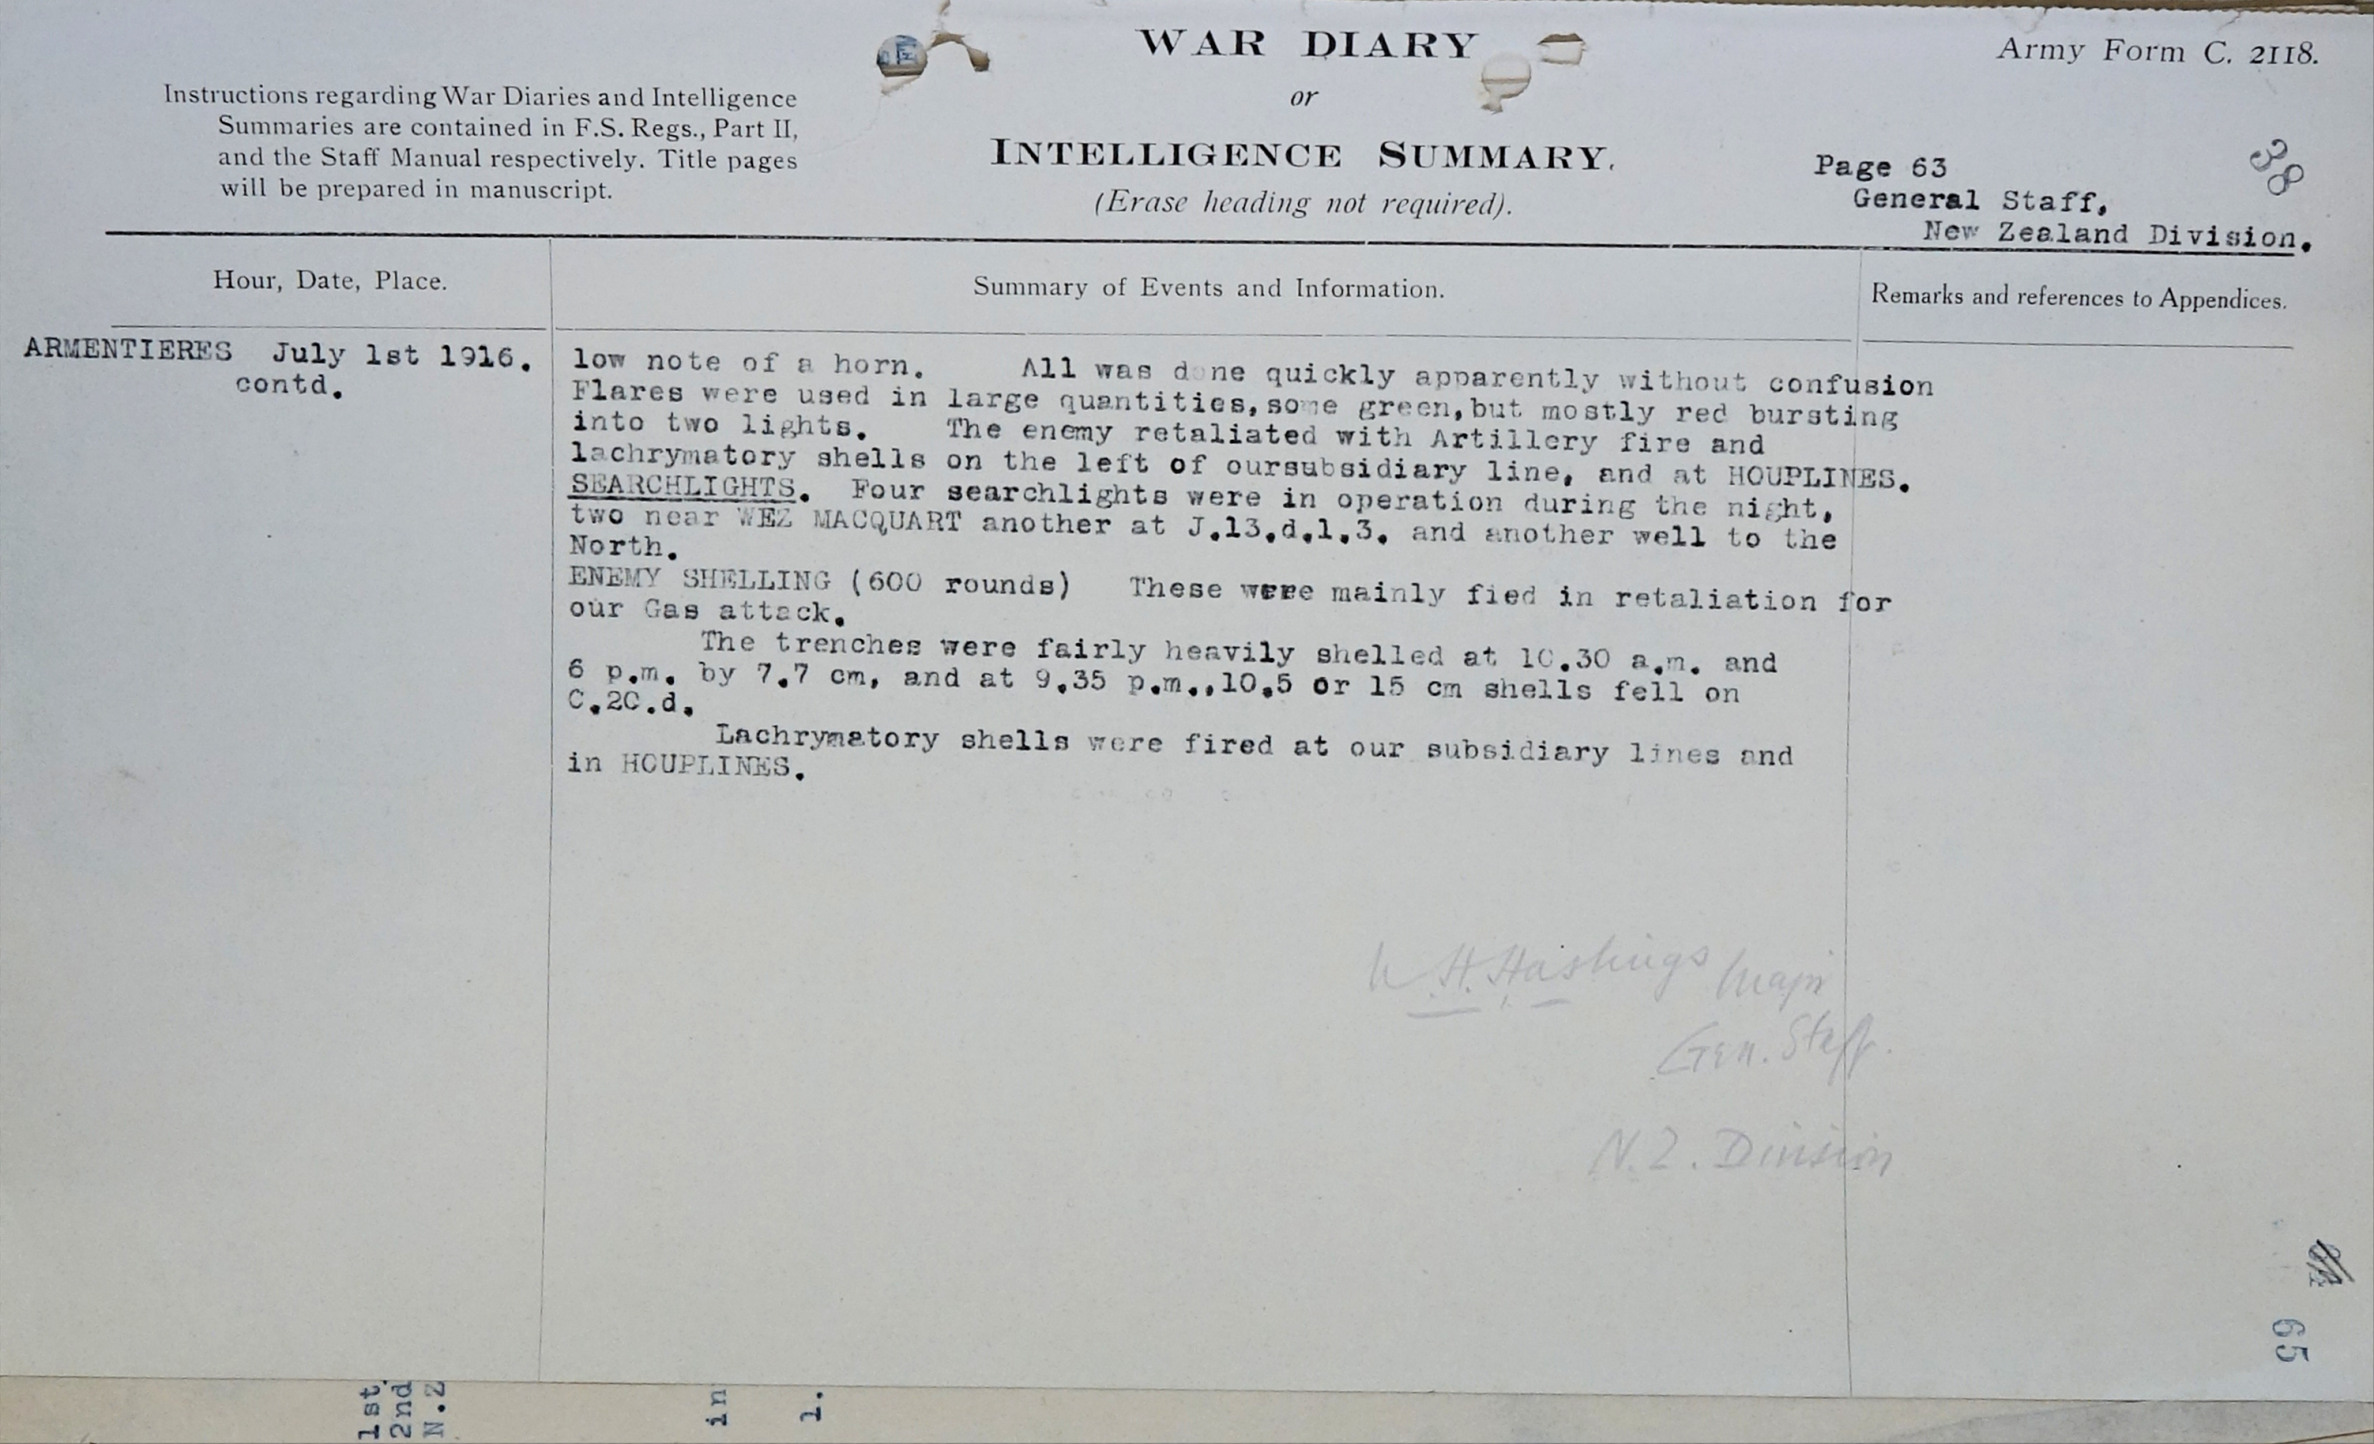 WAR DIARY
or
INTELLIGENCE SUMMARY.
(Erase heading not required).
Army Form C. 2118.
Instructions regarding War Diaries and Intelligence
Summaries are contained in F.S. Regs., Part II,
and the Staff Manual respectively. Title pages
will be prepared in manuscript.
Page 63
General Staff,
New Zealand Division.
38
Hour, Date, Place.
Summary of Events and Information.
Remarks and references to Appendices.
ARMENTIERES July 1st 1916.
contd.
low note of a horn. All was done quickly apparently without confusion
Flares were used in large quantities,some green,but mostly red bursting
into two lights. The enemy retaliated with Artillery fire and
lachrymatory shells on the left of oursubsidiary line, and at HOUPLINES.
SEARCHLIGHTS. Four searchlights were in operation during the night,
two near WEZ MACQUART another at J.13.d.1.3. and another well to the
North.
ENEMY SHELLING (600 rounds) These were mainly fied in retaliation for
our Gas attack.
The trenches were fairly heavily shelled at 10.30 a.m. and
6 p.m. by 7.7 cm, and at 9.35 p.m.,10.5 or 15 cm shells fell on
C.20.d.
Lachrymatory shells were fired at our subsidiary lines and
in HOUPLINES.
W.H. Hastings Major
Gen. Staff.
N.Z. Division
65
1st
2nd
N.Z
in
1.